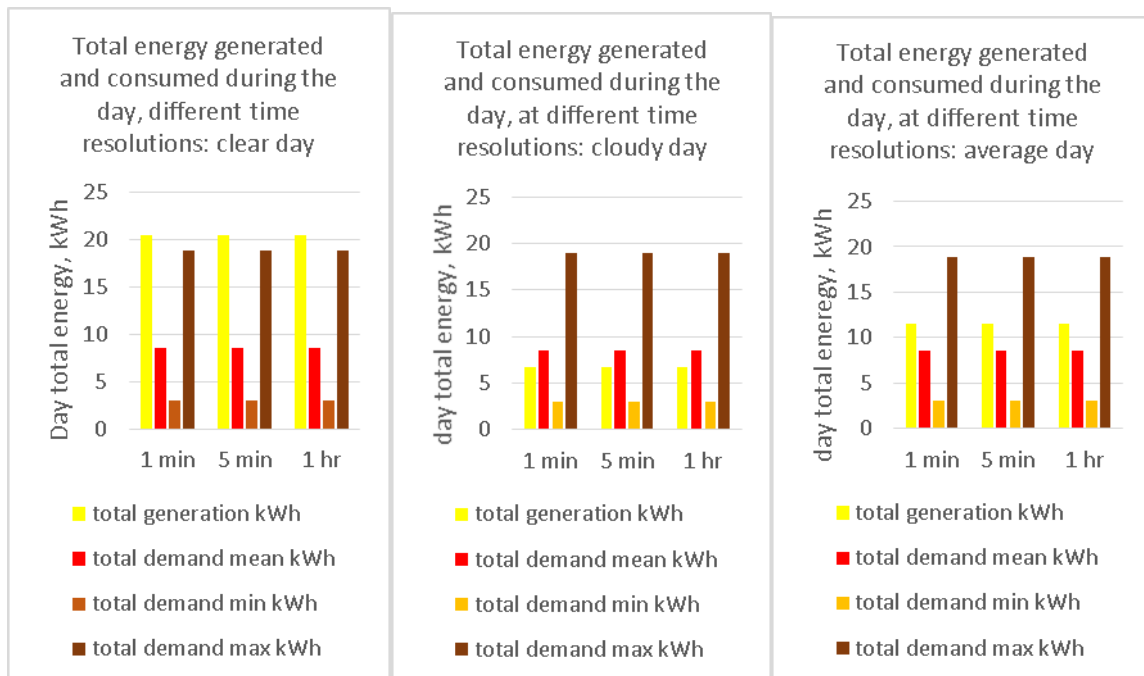 Total energy generated
and consumed during the
day, different time
resolutions: clear day
Day total energy, kWh
25
20
15
10
5
0
1 min 5 min 1 hr
total generation kWh
total demand mean kWh
total demand min kWh
total demand max kWh
Total energy generated
and consumed during the
day, at different time
resolutions: cloudy day
day total energy, kWh
25
20
15
10
5
0
1 min 5 min 1 hr
total generation kWh
total demand mean kWh
total demand min kWh
total demand max kWh
Total energy generated
and consumed during the
day, at different time
resolutions: average day
day total eneregy, kWh
25
20
15
10
5
0
1 min 5 min 1 hr
total generation kWh
total demand mean kWh
total demand min kWh
total demand max kWh